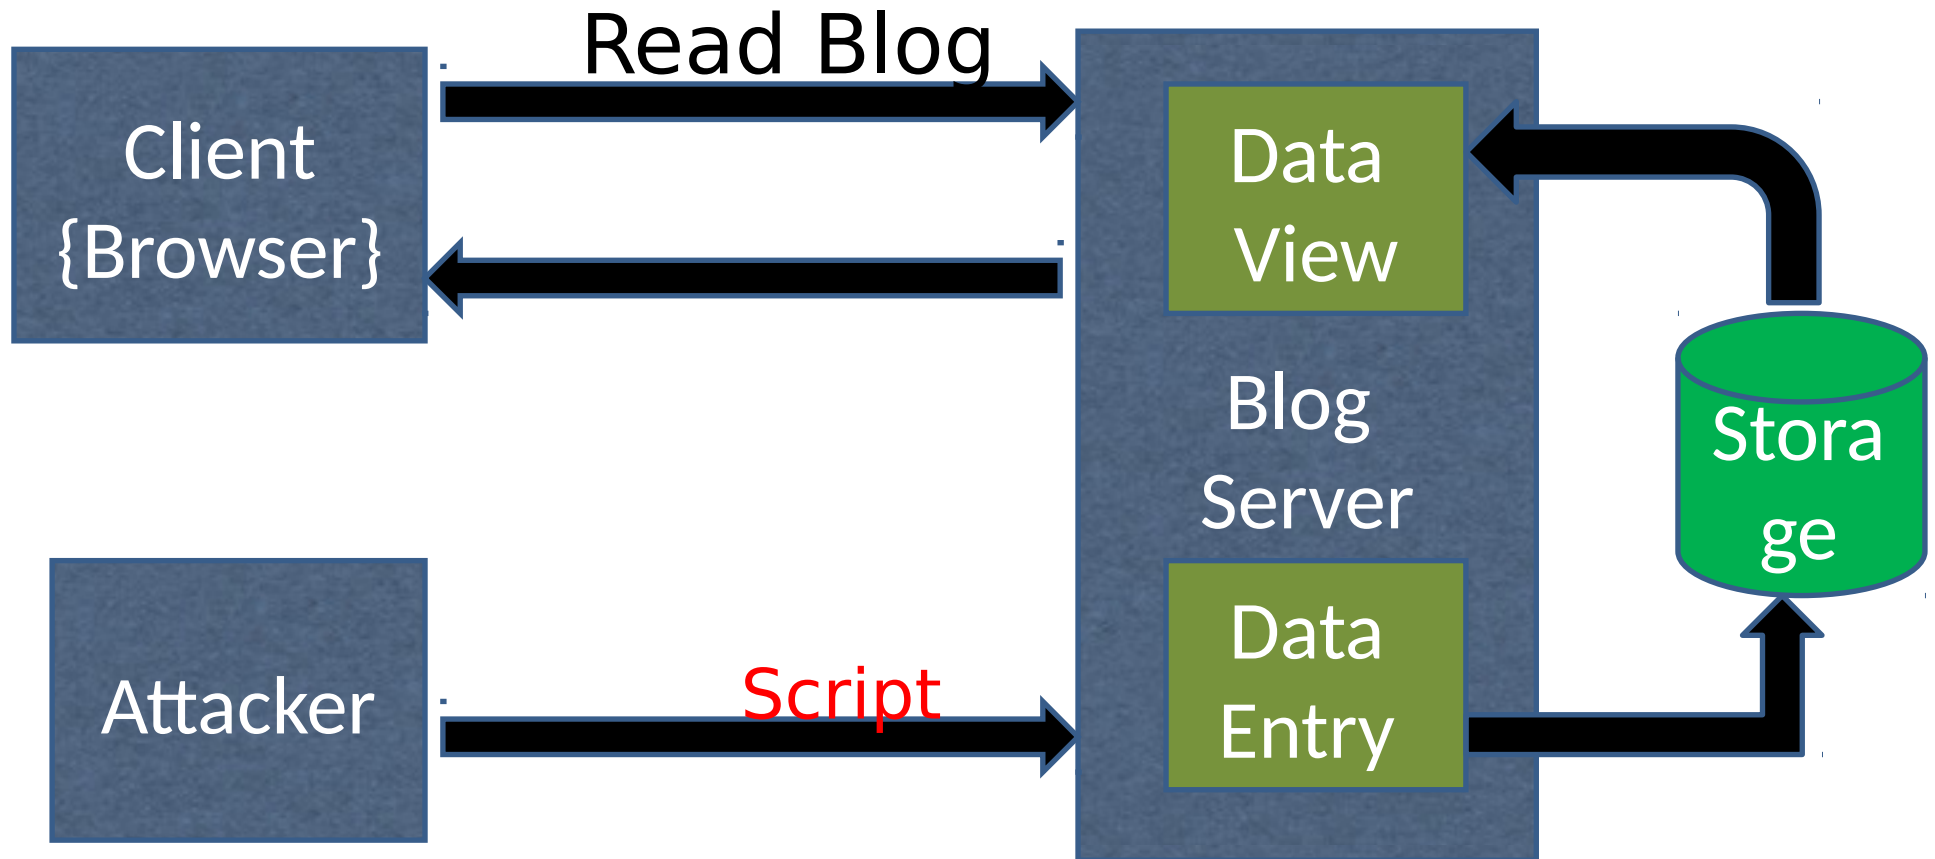 Read Blog
Client
{Browser}
Data
View
Blog
Server
Stora
ge
Attacker
Script
Data
Entry